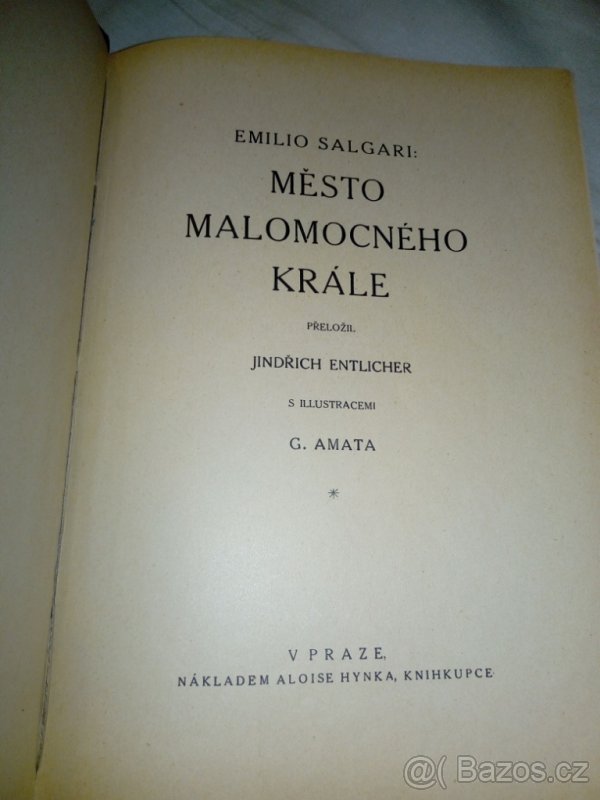 EMILIO SALGARI:
MĚSTO
MALOMOCNÉHO
KRÁLE
PŘELOŽIL
JINDŘICH ENTLICHER
S ILLUSTRACEMI
G. AMATA
*
V PRAZE,
NÁKLADEM ALOISE HYNKA, KNIHKUPCE
@( Bazos.cz